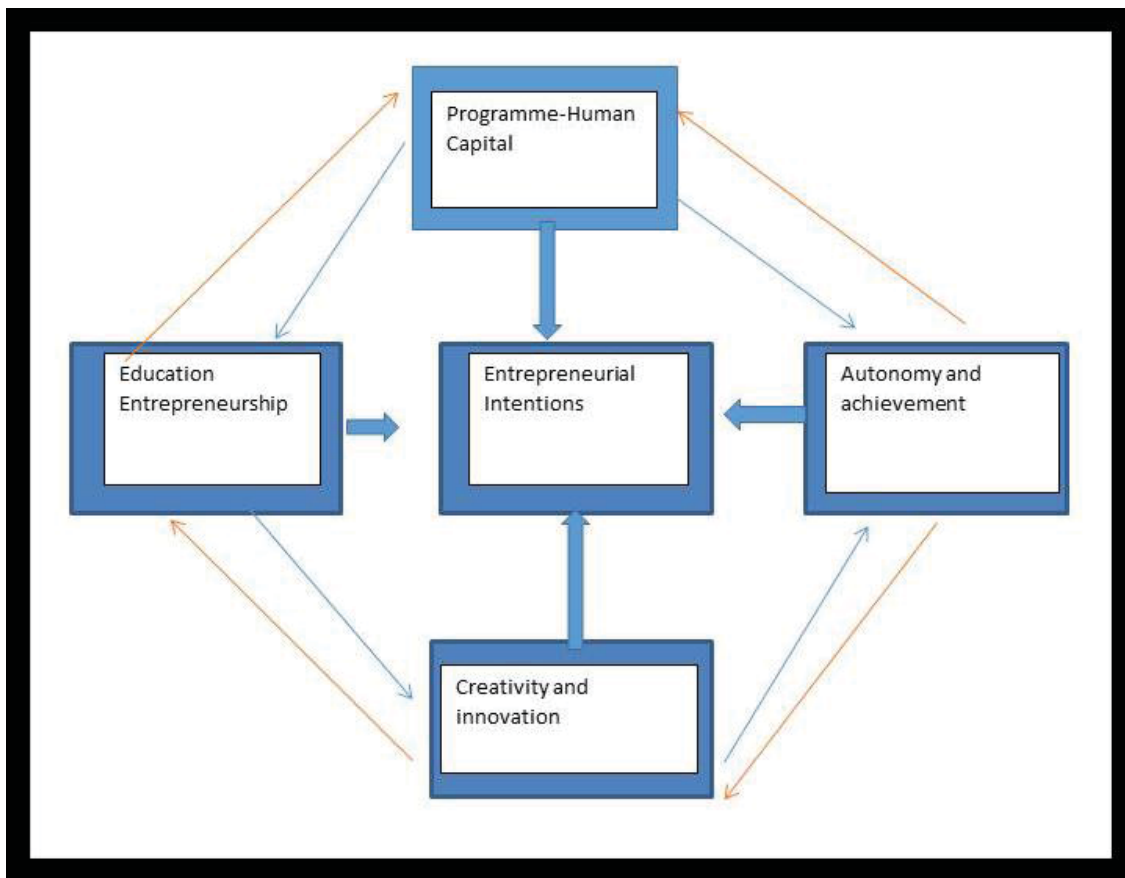 Programme-Human
Capital
Education
Entrepreneurship
Entrepreneurial
Intentions
Autonomy and
achievement
Creativity and
innovation